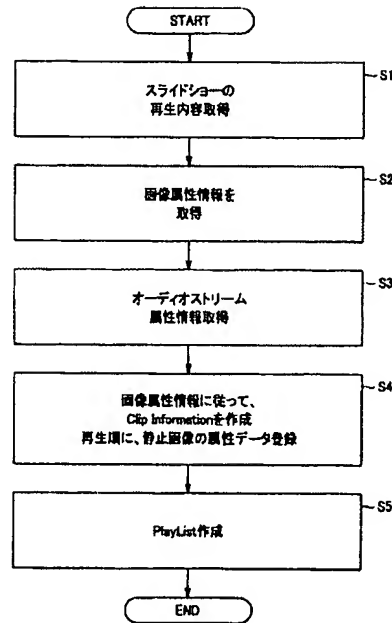 START
S1
スライドショーの
再生内容取得
S2
画像属性情報を
取得
S3
オーディオストリーム
属性情報取得
S4
画像属性情報に従って、
Clip Informationを作成
再生順に、静止画像の属性データ登録
S5
PlayList作成
END